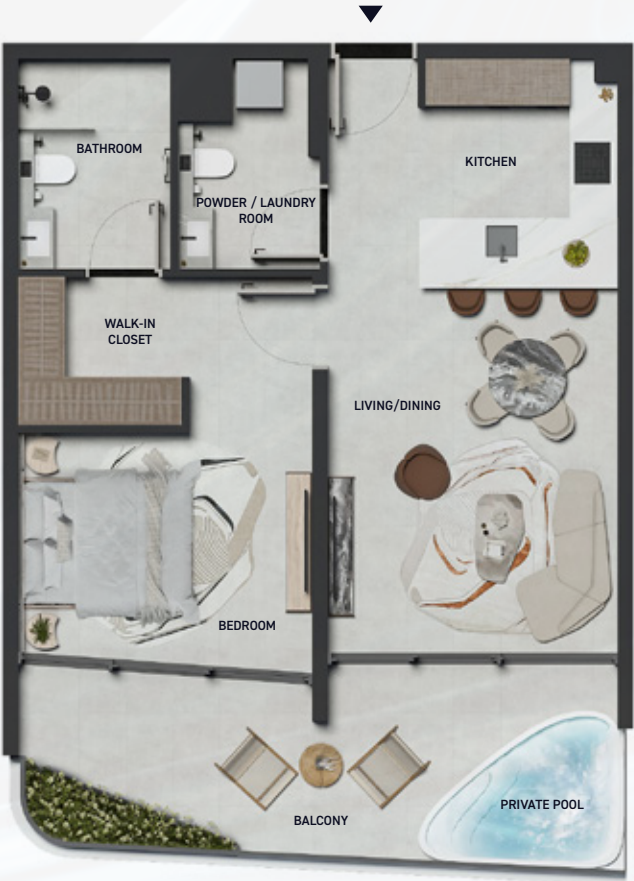 BATHROOM
KITCHEN
POWDER / LAUNDRY
ROOM
WALK-IN
CLOSET
LIVING/DINING
BEDROOM
PRIVATE POOL
BALCONY